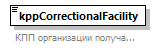 kppCorrectionalFacility
КПП организации получа...